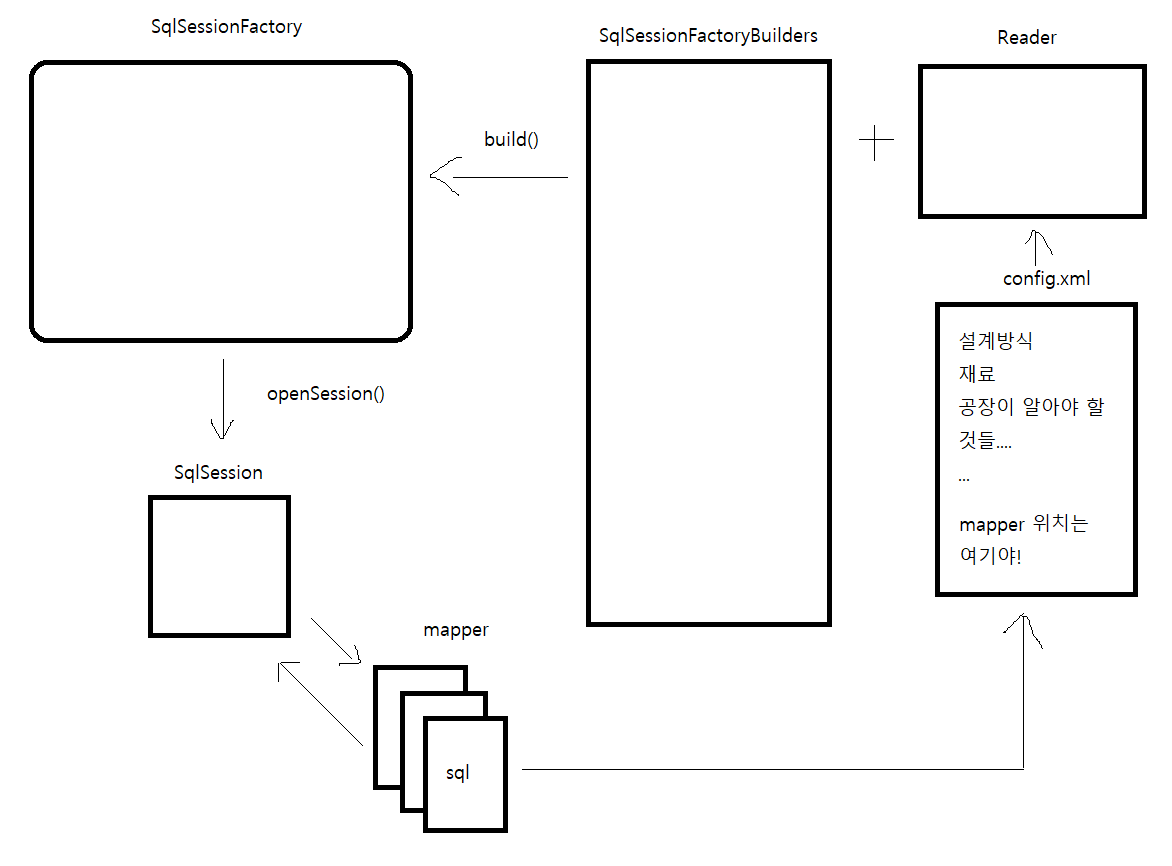 SqlSessionFactory
SqlSessionFactoryBuilders
Reader
build()
config.xml
설계방식
재료
공장이 알아야 할
것들....
...
mapper 위치는
여기야!
openSession()
SqlSession
mapper
sql